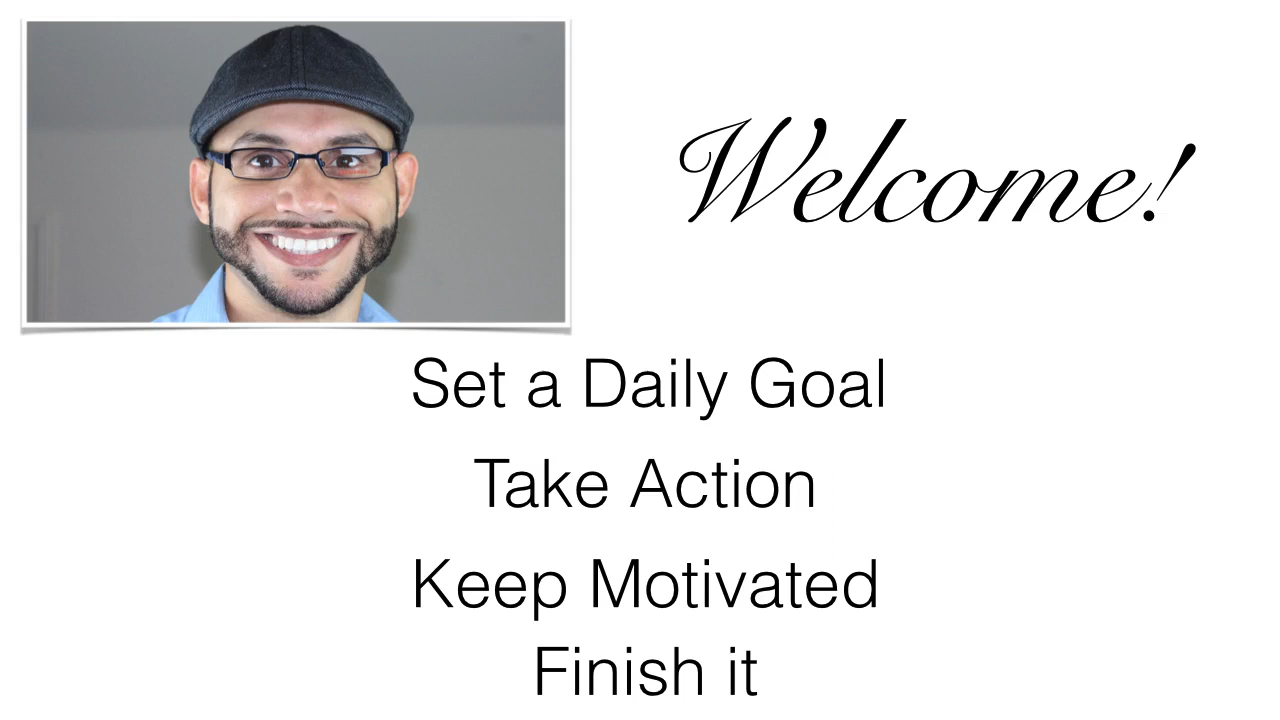 Welcome!
Set a Daily Goal
Take Action
Keep Motivated
Finish it